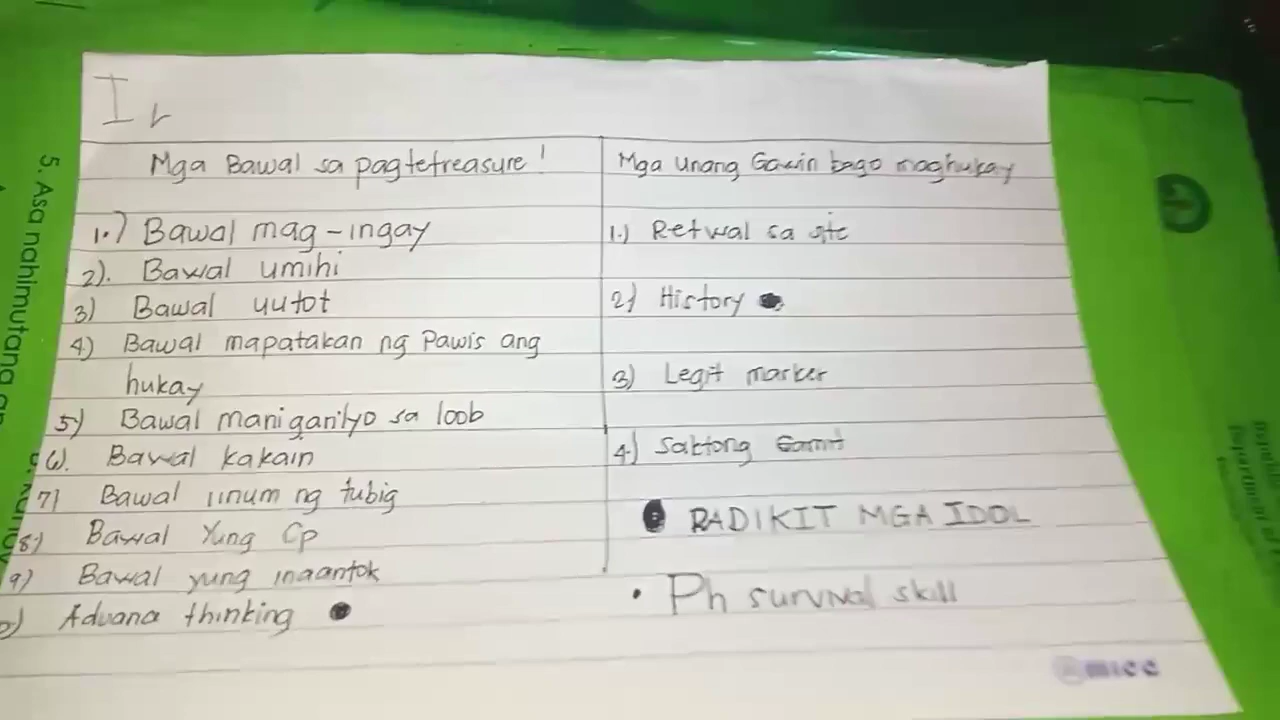 I
Mga Bawal sa pagtetreasure!
1.) Bawal mag-ingay
2). Bawal umihi
3) Bawal uutot
4) Bawal mapatakan ng Pawis ang
hukay
5) Bawal manigarilyo sa loob
6). Bawal kakain
7) Bawal iinum ng tubig
8) Bawal Yung Cp
9) Bawal yung inaantok
Advana thinking
Mga unang Gawin bago maghukay
1.) Retwal sa site
2) History
3) Legit marker
4.) Saktong Gamit
RADIKIT MGA IDOL
• Ph survival skill
5. Asa nahimutang
micc